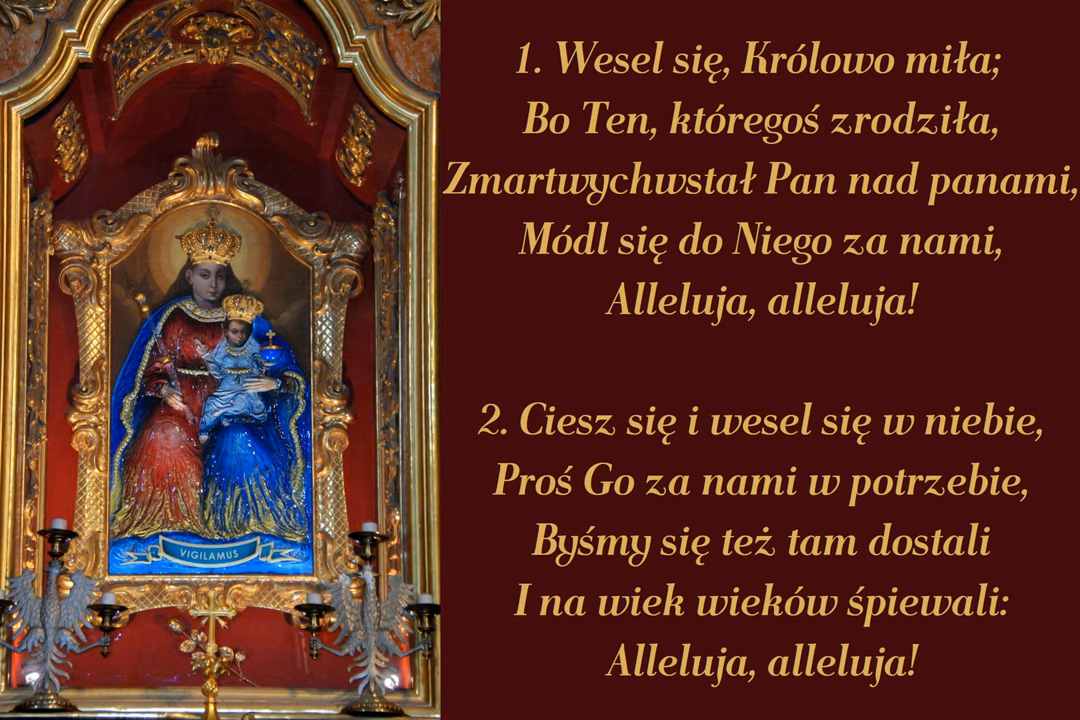 VIGILAMUS
1. Wesel się, Królowo miła;
Bo Ten, któregoś zrodziła,
Zmartwychwstał Pan nad panami,
Módl się do Niego za nami,
Alleluja, alleluja!
2. Ciesz się i wesel się w niebie,
Proś Go za nami w potrzebie,
Byśmy się też tam dostali
I na wiek wieków śpiewali:
Alleluja, alleluja!